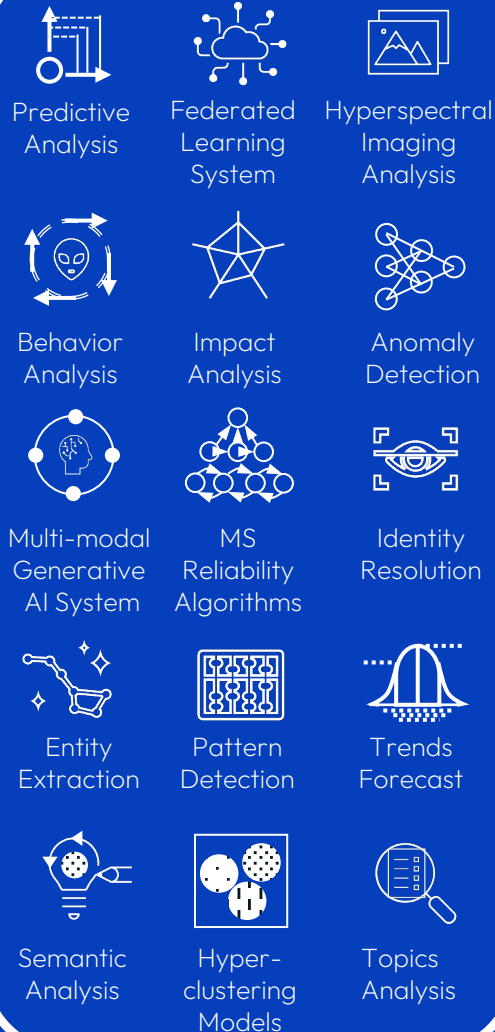 Predictive
Analysis
Federated
Learning
System
Hyperspectral
Imaging
Analysis
Behavior
Analysis
Impact
Analysis
Anomaly
Detection
Multi-modal
Generative
AI System
MS
Reliability
Algorithms
Identity
Resolution
Entity
Extraction
Pattern
Detection
Trends
Forecast
Semantic
Analysis
Hyper-
clustering
Models
Topics
Analysis